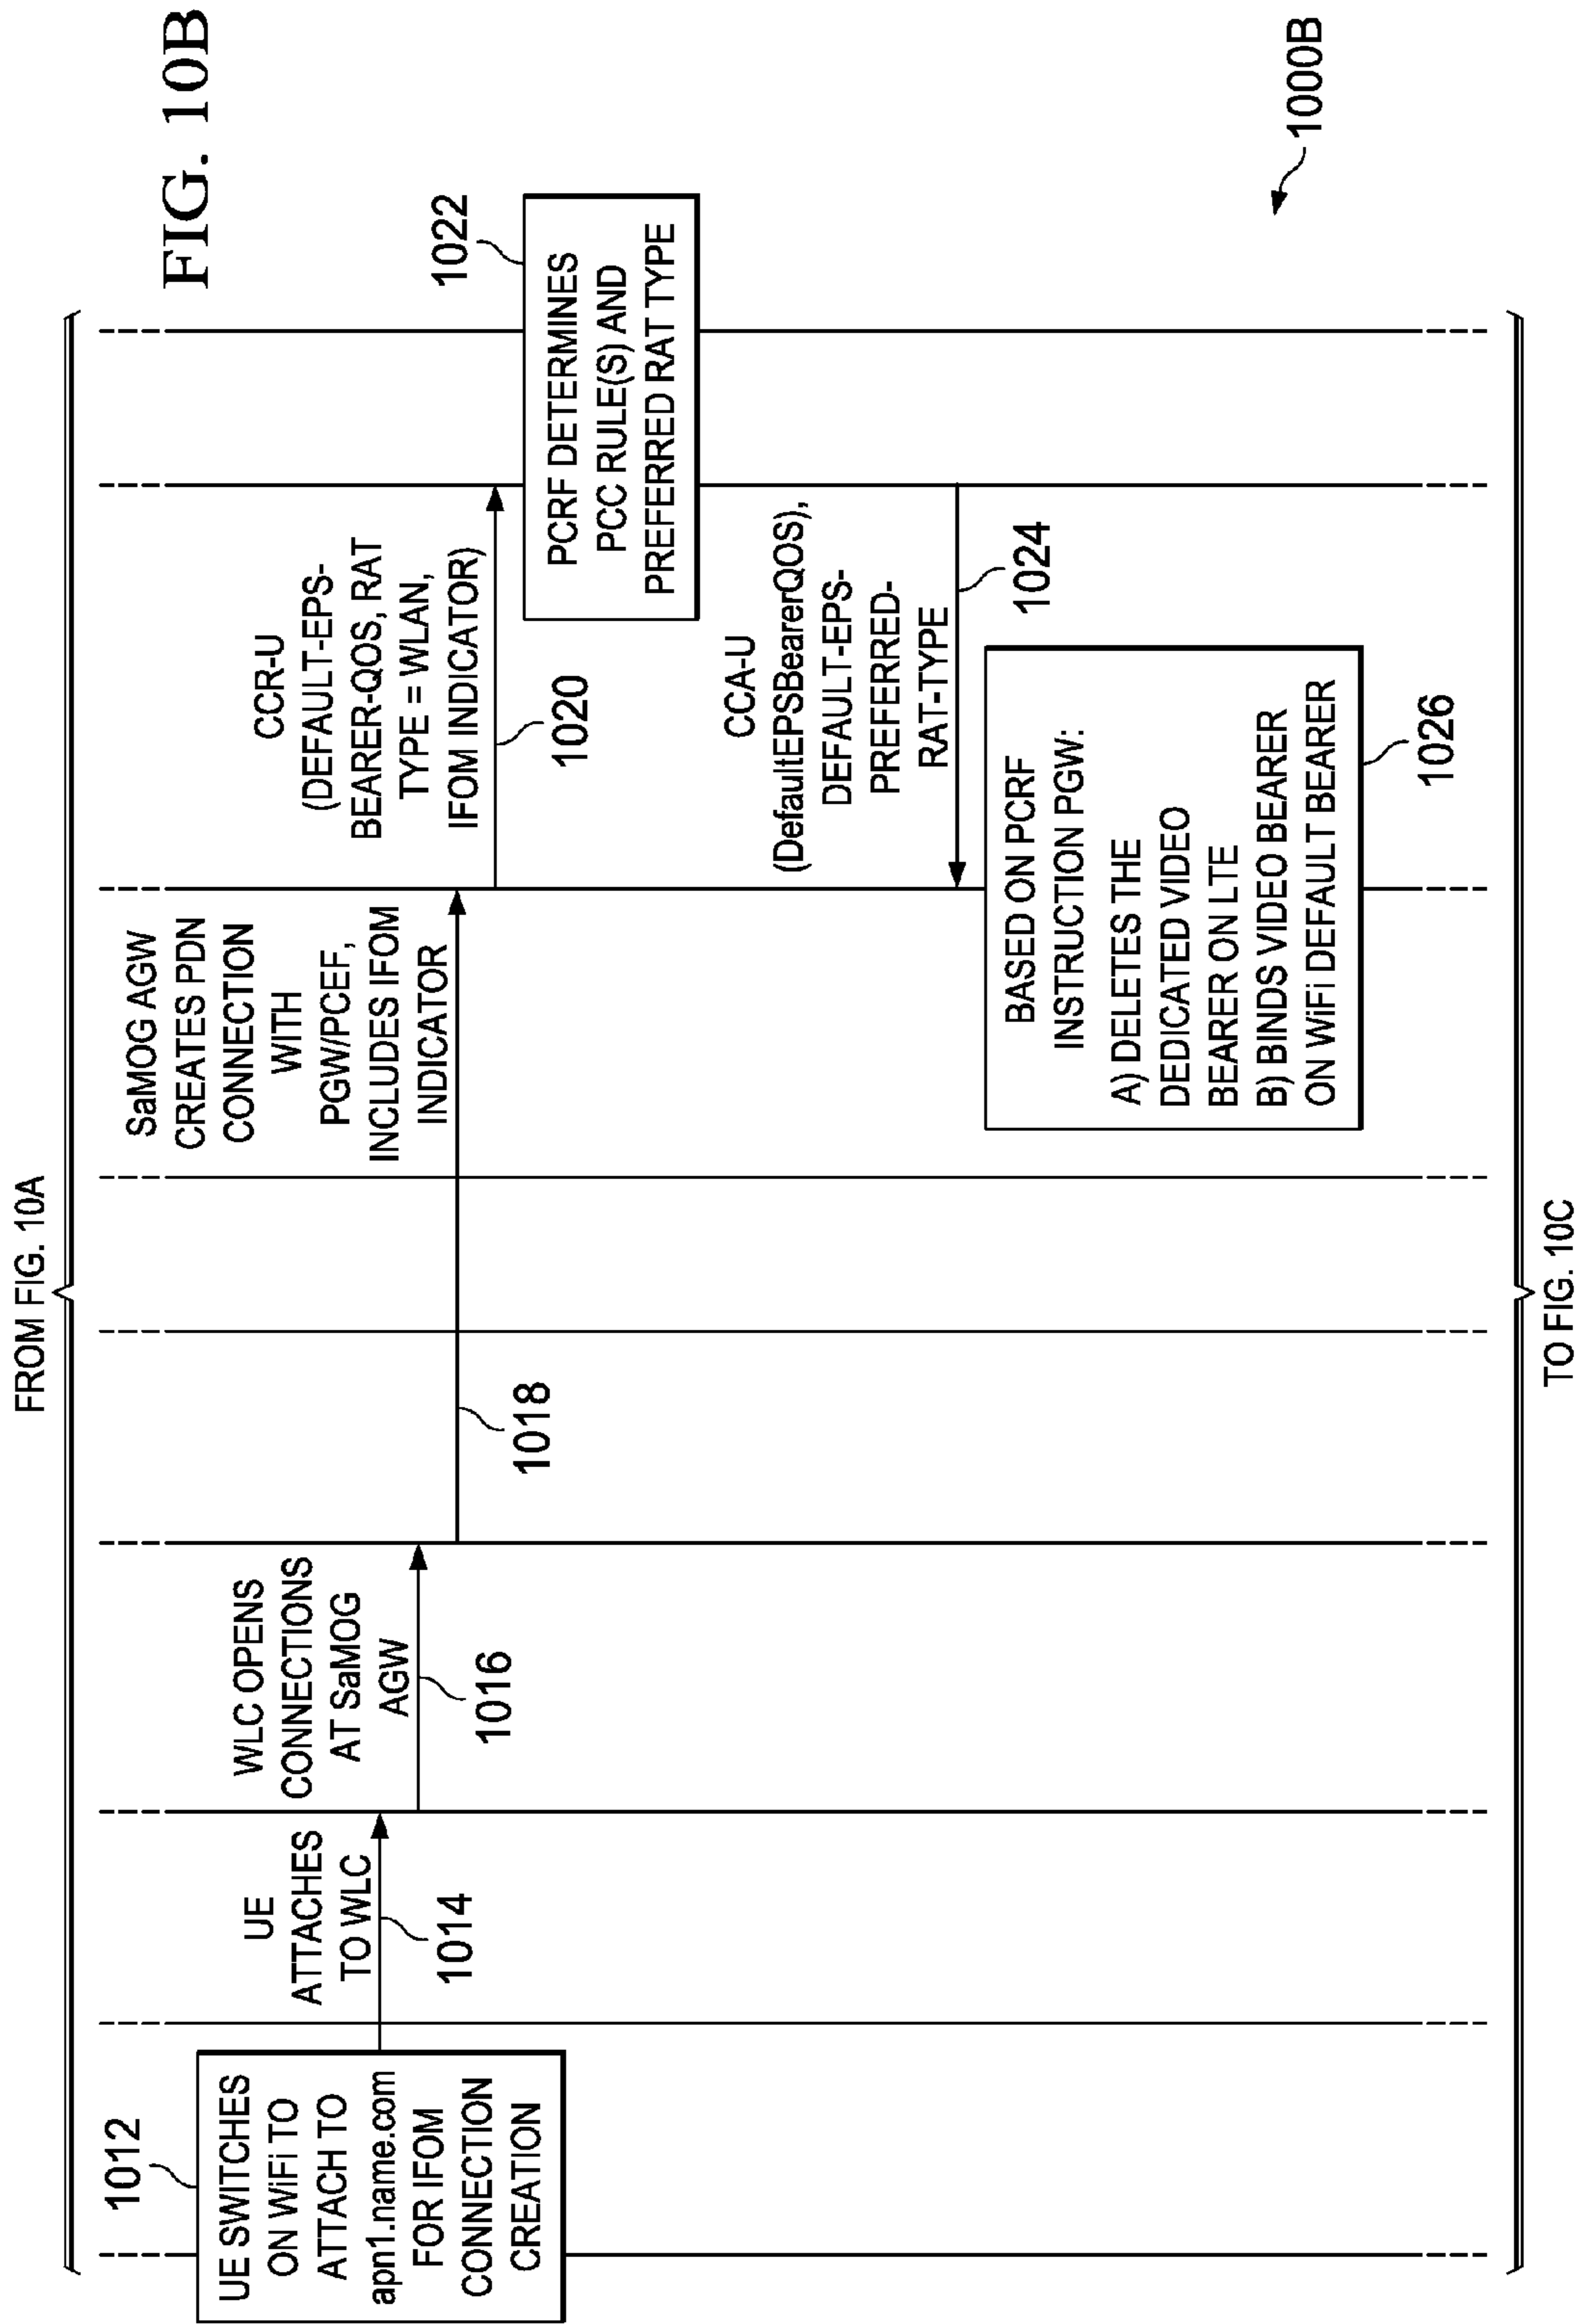 FROM FIG. 10A
FIG. 10B
1012
UE SWITCHES
ON WiFi TO
ATTACH TO
apn1.name.com
FOR IFOM
CONNECTION
CREATION
UE
ATTACHES
TO WLC
1014
WLC OPENS
CONNECTIONS
AT SaMOG
AGW
1016
SaMOG AGW
CREATES PDN
CONNECTION
WITH
PGW/PCEF,
INCLUDES IFOM
INDICATOR
1018
CCR-U
(DEFAULT-EPS-
BEARER-QOS, RAT
TYPE = WLAN,
IFOM INDICATOR)
1020
1022
PCRF DETERMINES
PCC RULE(S) AND
PREFERRED RAT TYPE
CCA-U
(DefaultEPSBearerQOS),
DEFAULT-EPS-
PREFERRED-
RAT-TYPE
1024
BASED ON PCRF
INSTRUCTION PGW:
A) DELETES THE
DEDICATED VIDEO
BEARER ON LTE
B) BINDS VIDEO BEARER
ON WiFi DEFAULT BEARER
1026
1000B
TO FIG. 10C